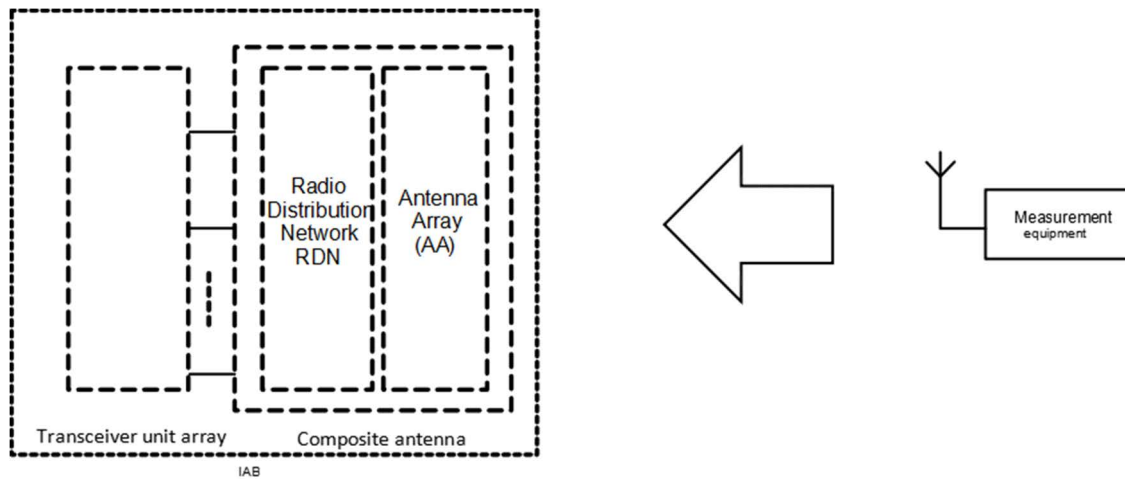 Radio
Distribution
Network
RDN
Antenna
Array
(AA)
Measurement
equipment
Transceiver unit array
Composite antenna
IAB